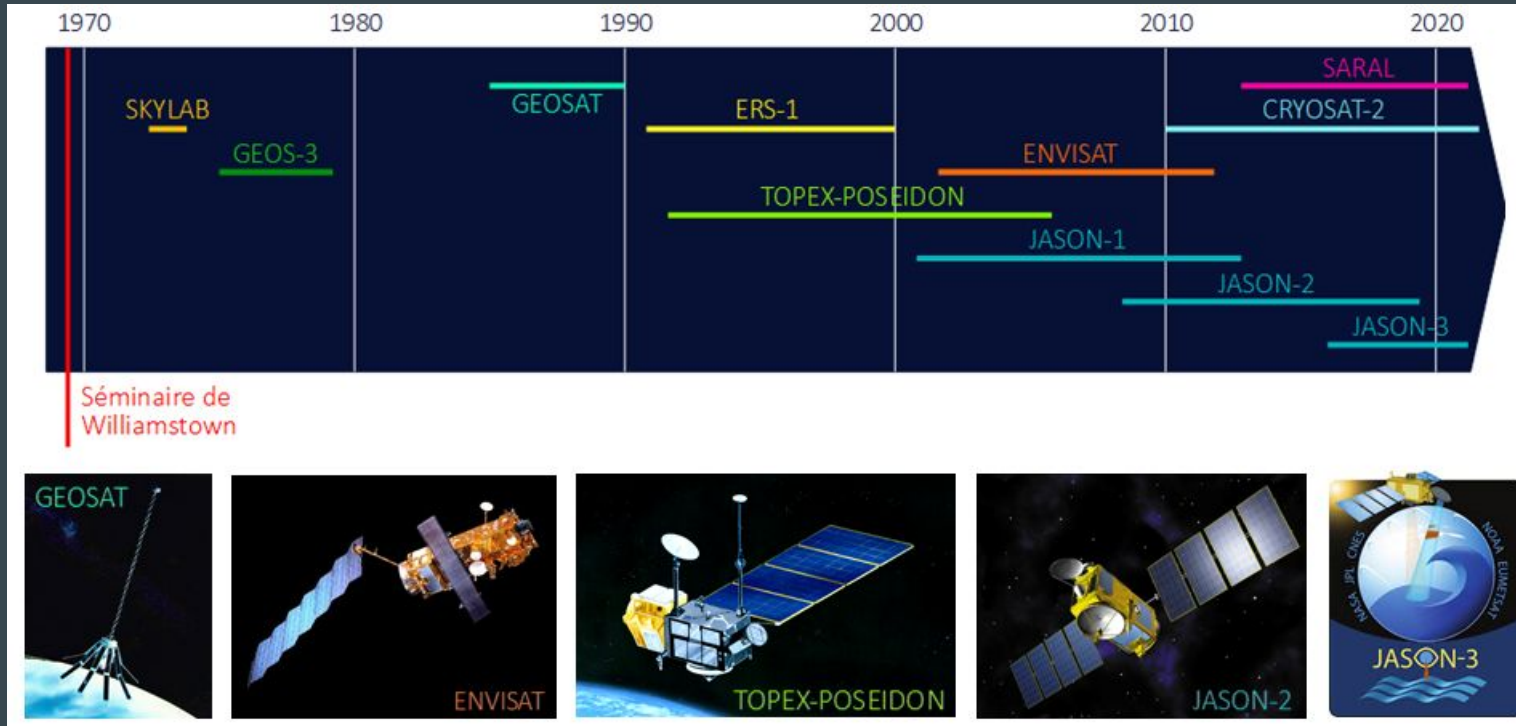 1970 1980 1990 2000 2010 2020
SARAL
GEOSAT
SKYLAB ERS-1 CRYOSAT-2
GEOS-3 ENVISAT
TOPEX-POSEIDON
JASON-1
JASON-2
JASON-3
Séminaire de
Williamstown
GEOSAT
ENVISAT
TOPEX-POSEIDON
JASON-2
NASA JPL CNES
NOAA EUMETSAT
JASON-3